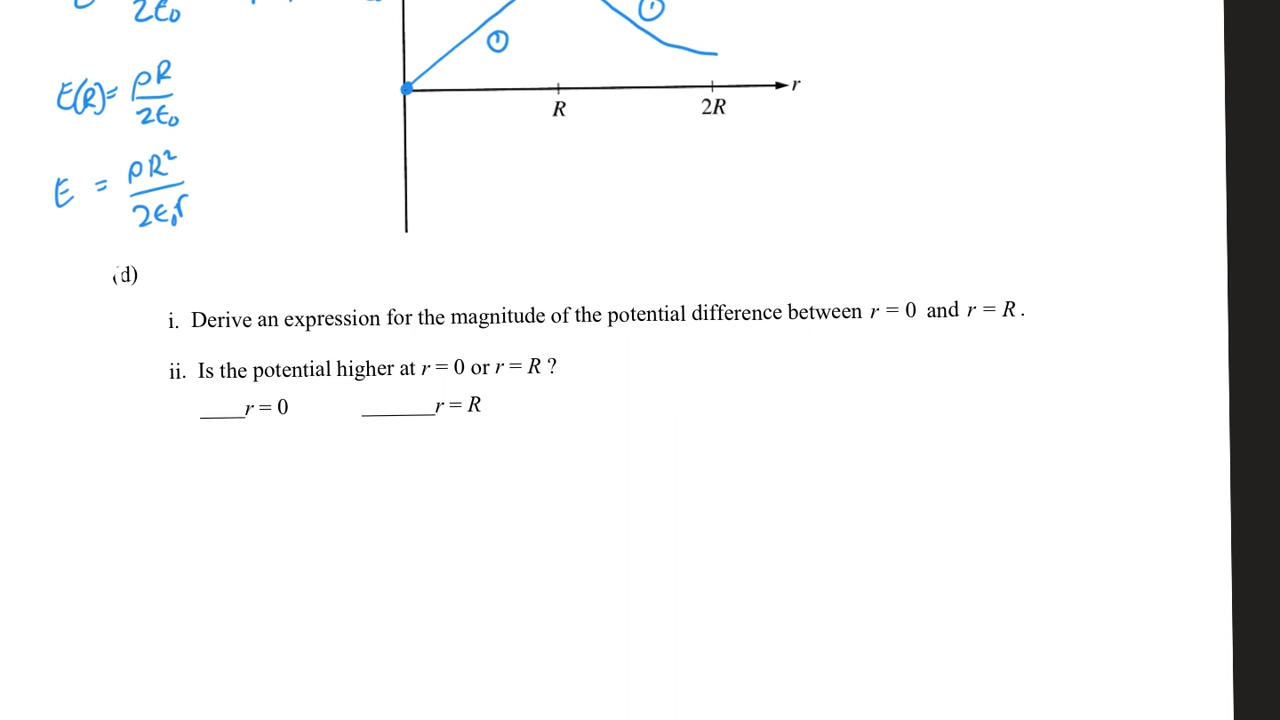 2ε₀
①
①
E(R)= ρR / 2ε₀
r
R
2R
E = ρR² / 2ε₀r
(d)
i. Derive an expression for the magnitude of the potential difference between r = 0 and r = R.
ii. Is the potential higher at r = 0 or r = R ?
____r = 0 ______r = R